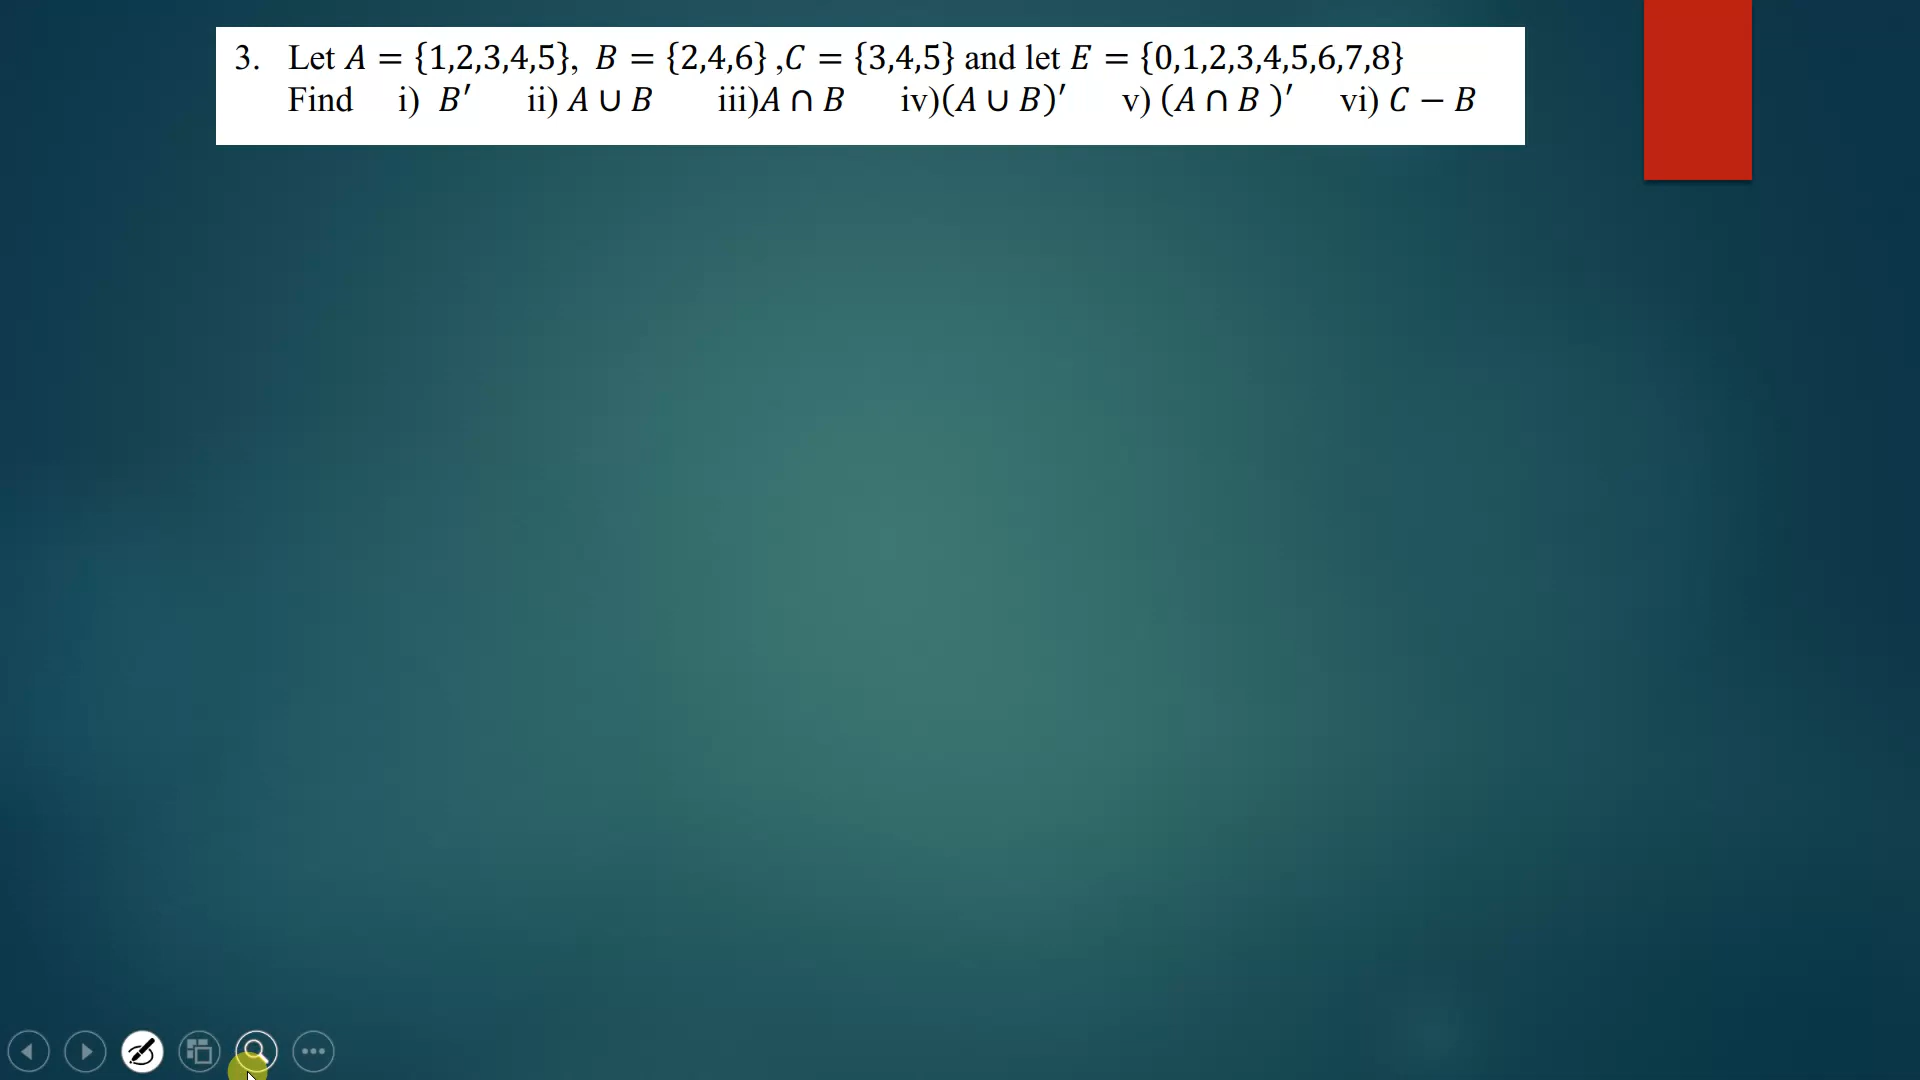 3. Let A = {1,2,3,4,5}, B = {2,4,6} ,C = {3,4,5} and let E = {0,1,2,3,4,5,6,7,8}
Find i) B′ ii) A ∪ B iii)A ∩ B iv)(A ∪ B)′ v) (A ∩ B )′ vi) C − B